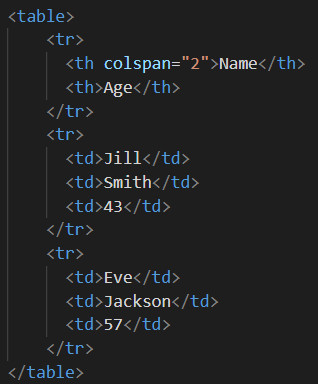 <table>
<tr>
<th colspan="2">Name</th>
<th>Age</th>
</tr>
<tr>
<td>Jill</td>
<td>Smith</td>
<td>43</td>
</tr>
<tr>
<td>Eve</td>
<td>Jackson</td>
<td>57</td>
</tr>
</table>